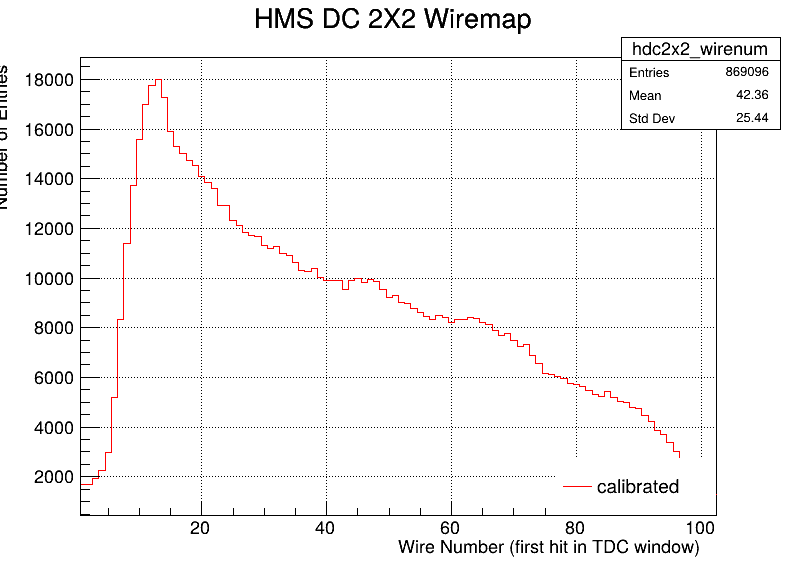 HMS DC 2X2 Wiremap
hdc2x2_wirenum
Entries 869096
Mean 42.36
Std Dev 25.44
Number of Entries
18000
16000
14000
12000
10000
8000
6000
4000
2000
calibrated
20 40 60 80 100
Wire Number (first hit in TDC window)